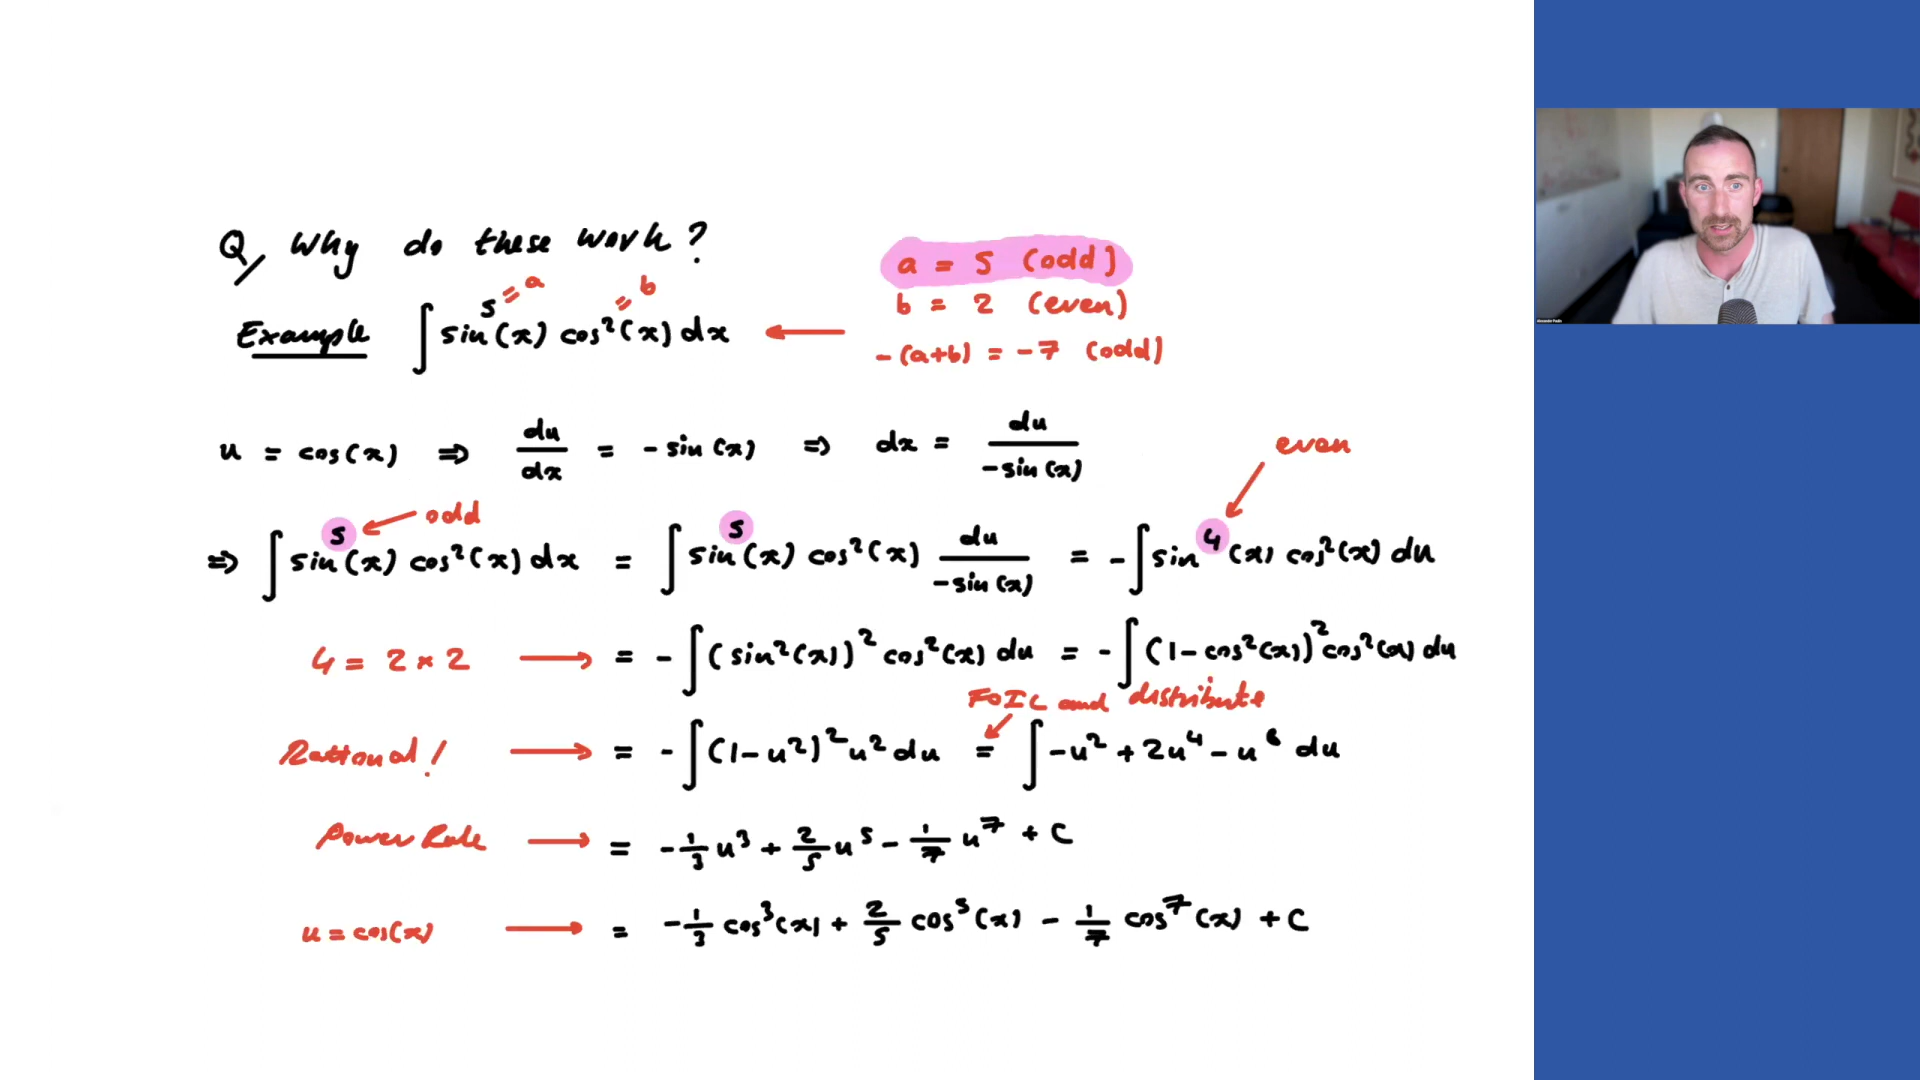 Q, Why do these work?
a = 5 (odd)
b = 2 (even)
-(a+b) = -7 (odd)
= a = b
Example ∫ sin⁵(x) cos²(x) dx ←
u = cos(x) ⇒ du/dx = -sin(x) ⇒ dx = du/-sin(x)
even
odd
⇒ ∫ sin⁵(x) cos²(x) dx = ∫ sin⁵(x) cos²(x) du/-sin(x) = -∫ sin⁴(x) cos²(x) du
4 = 2 × 2 → = -∫ (sin²(x))² cos²(x) du = -∫ (1-cos²(x))² cos²(x) du
FOIL and distribute
Rational! → = -∫ (1-u²)² u² du = ∫ -u² + 2u⁴ - u⁶ du
Power Rule → = -1/3 u³ + 2/5 u⁵ - 1/7 u⁷ + C
u = cos(x) → = -1/3 cos³(x) + 2/5 cos⁵(x) - 1/7 cos⁷(x) + C